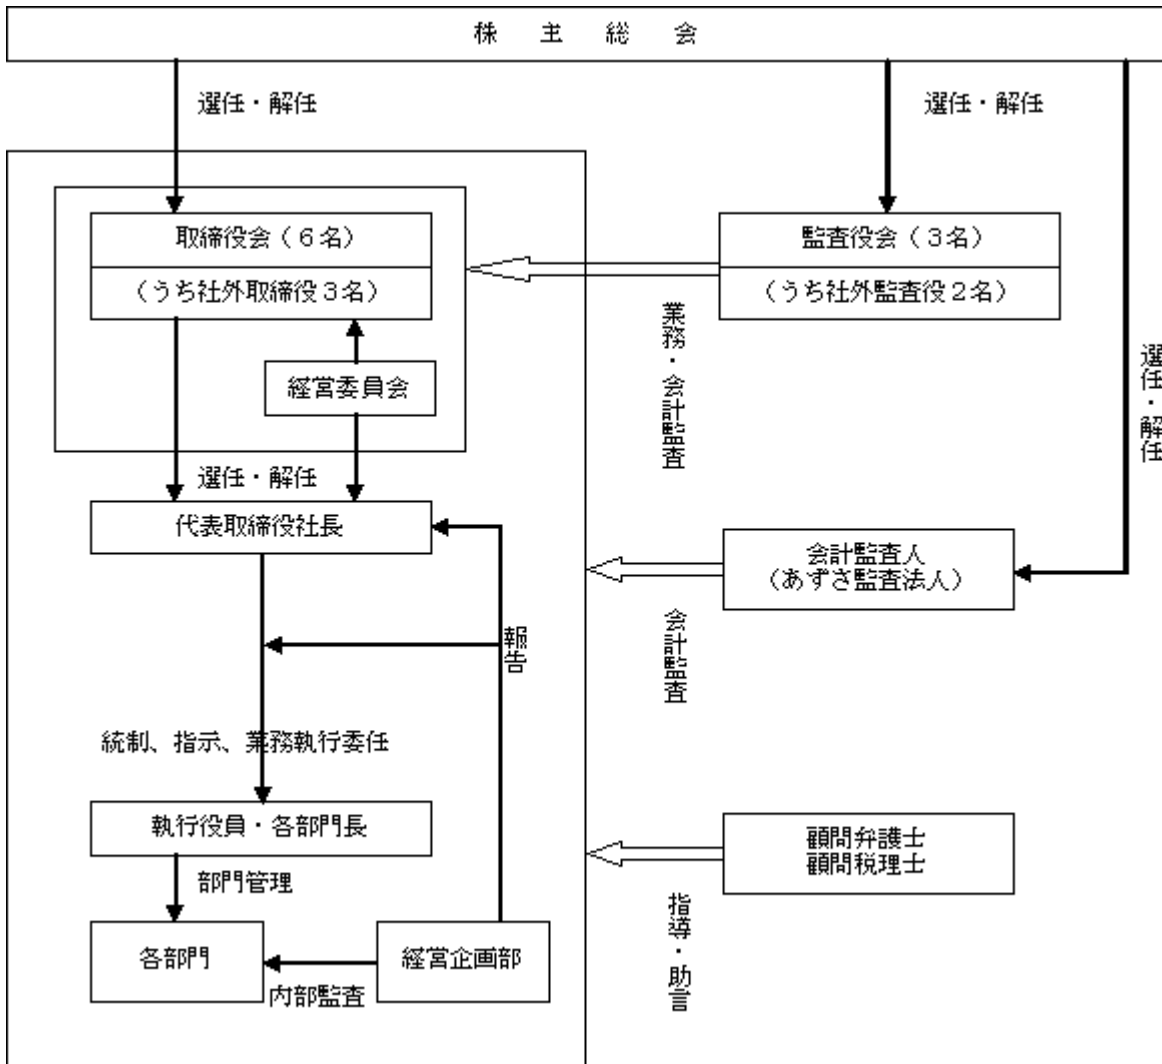 株主総会
選任・解任
選任・解任
取締役会（６名）
（うち社外取締役３名）
監査役会（３名）
（うち社外監査役２名）
業務・会計監査
選任・解任
経営委員会
選任・解任
代表取締役社長
会計監査人
（あずさ監査法人）
会計監査
報告
統制、指示、業務執行委任
執行役員・各部門長
顧問弁護士
顧問税理士
部門管理
指導・助言
各部門
経営企画部
内部監査